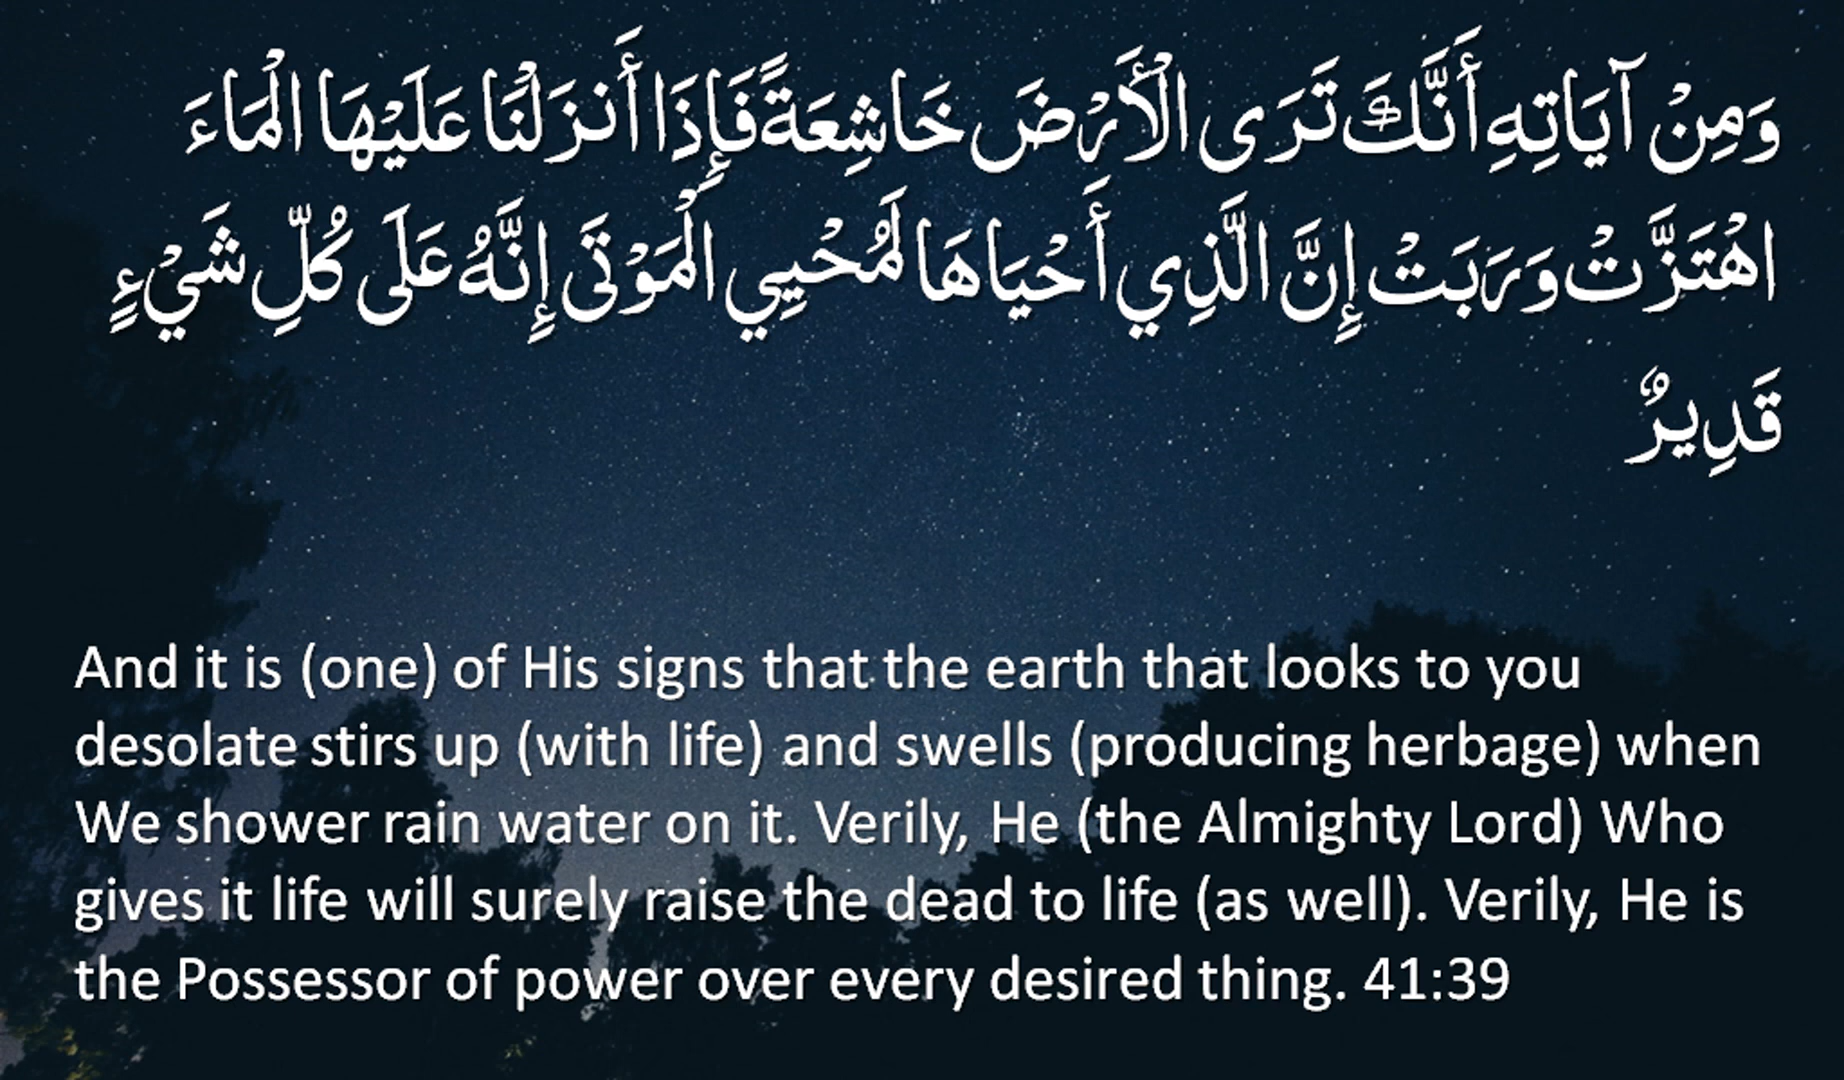 وَمِنْ آيَاتِهِ أَنَّكَ تَرَى الْأَرْضَ خَاشِعَةً فَإِذَا أَنزَلْنَا عَلَيْهَا الْمَاءَ
اهْتَزَّتْ وَرَبَتْ إِنَّ الَّذِي أَحْيَاهَا لَمُحْيِي الْمَوْتَى إِنَّهُ عَلَى كُلِّ شَيْءٍ
قَدِيرٌ
And it is (one) of His signs that the earth that looks to you
desolate stirs up (with life) and swells (producing herbage) when
We shower rain water on it. Verily, He (the Almighty Lord) Who
gives it life will surely raise the dead to life (as well). Verily, He is
the Possessor of power over every desired thing. 41:39